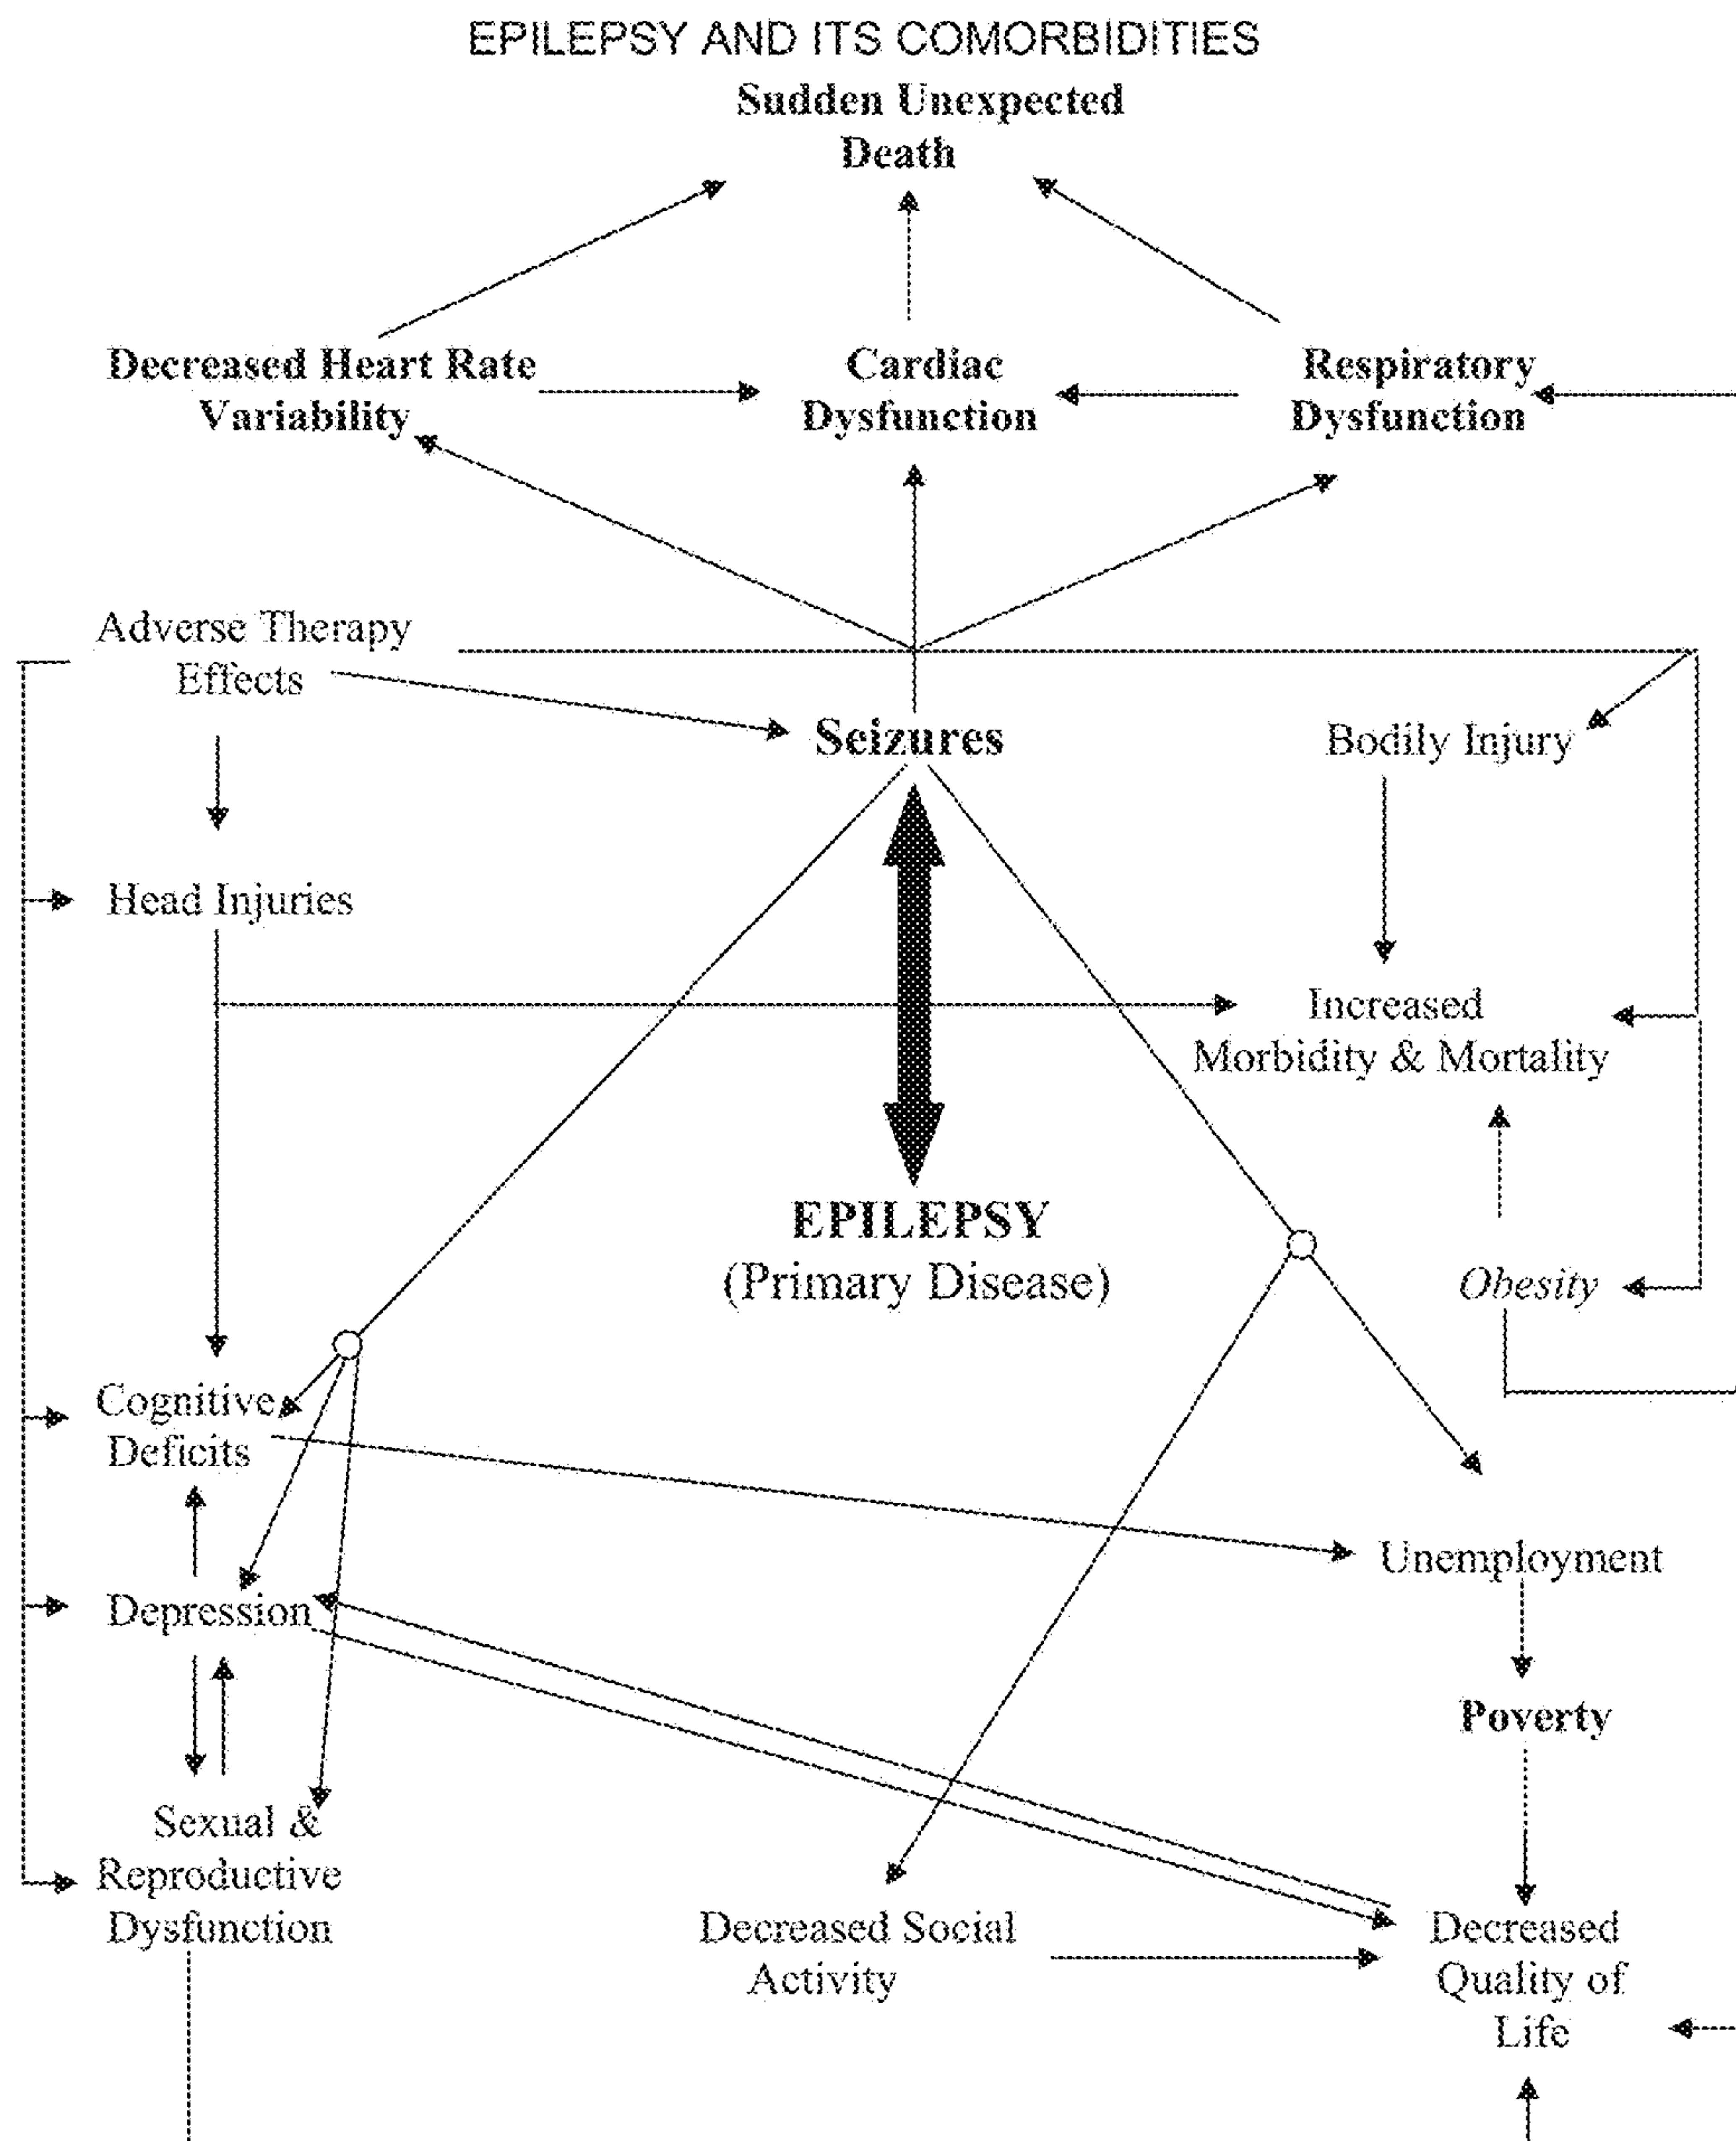 EPILEPSY AND ITS COMORBIDITIES
Sudden Unexpected
Death
Decreased Heart Rate
Variability
Cardiac
Dysfunction
Respiratory
Dysfunction
Adverse Therapy
Effects
Seizures
Bodily Injury
Head Injuries
Increased
Morbidity & Mortality
EPILEPSY
(Primary Disease)
Obesity
Cognitive
Deficits
Unemployment
Depression
Poverty
Sexual &
Reproductive
Dysfunction
Decreased Social
Activity
Decreased
Quality of
Life